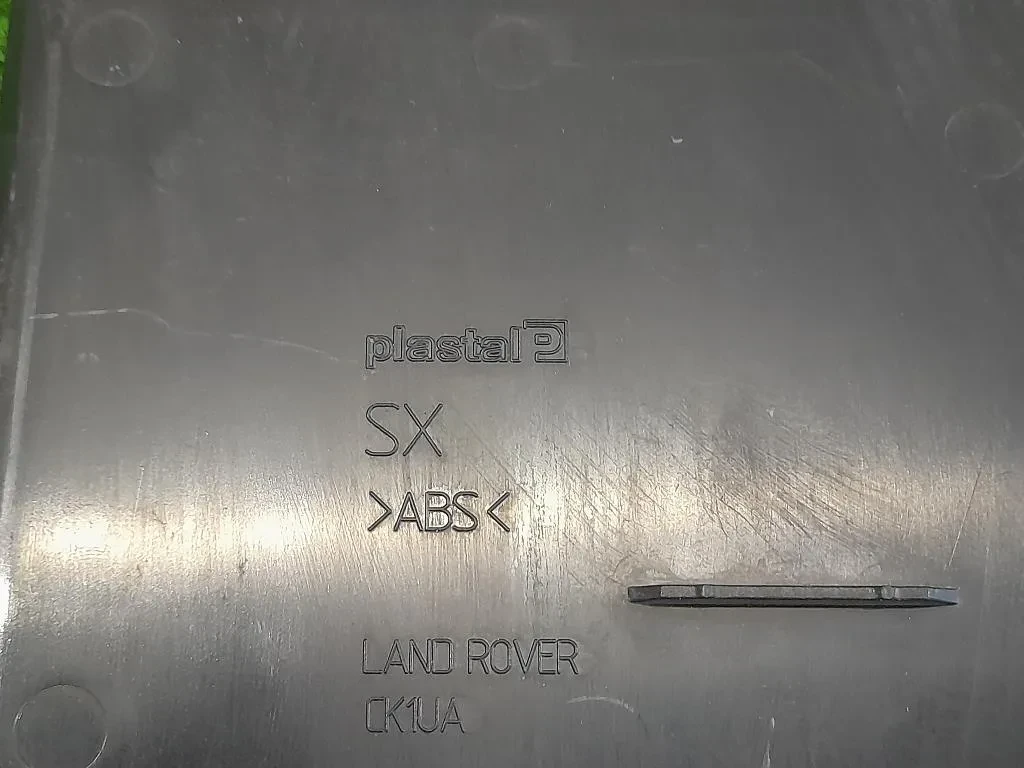 plastal
SX
>ABS<
LAND ROVER
CK1UA